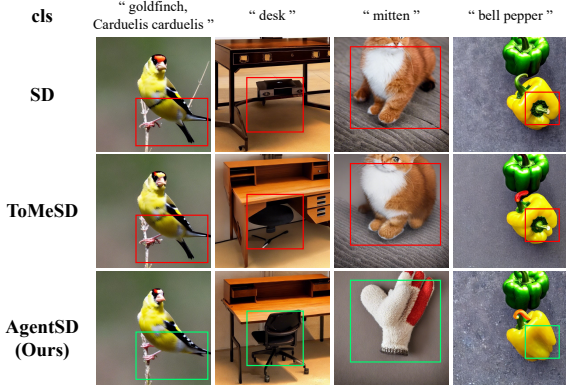 cls
“ goldfinch,
Carduelis carduelis ”
“ desk ”
“ mitten ”
“ bell pepper ”
SD
ToMeSD
AgentSD
(Ours)